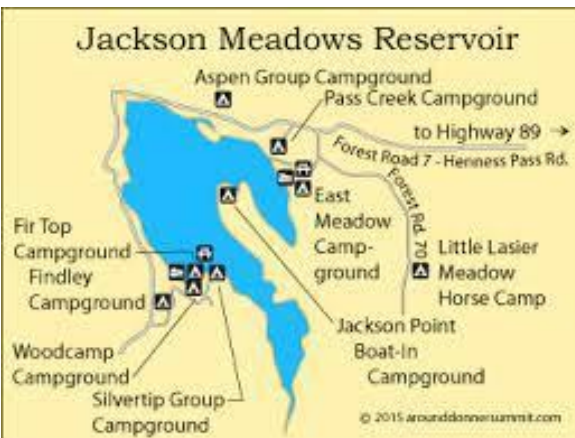 Jackson Meadows Reservoir
Aspen Group Campground
Pass Creek Campground
to Highway 89
Forest Road 7 - Henness Pass Rd.
Forest Rd. 70
East
Meadow
Camp-
ground
Little Lasier
Meadow
Horse Camp
Fir Top
Campground
Findley
Campground
Jackson Point
Boat-In
Campground
Woodcamp
Campground
Silvertip Group
Campground
© 2015 arounddonnersummit.com